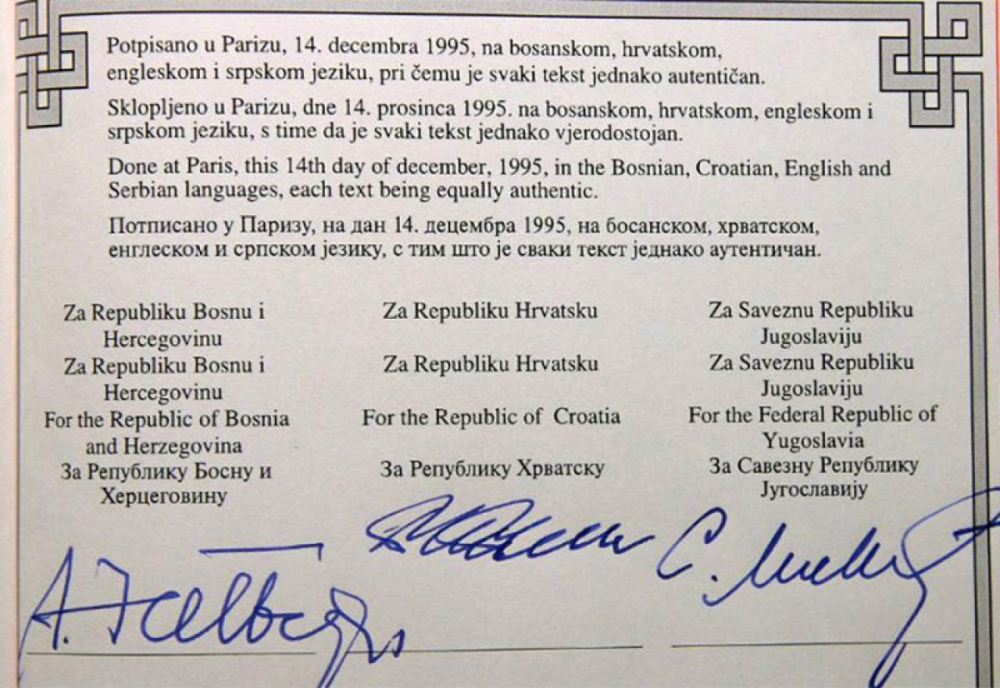 Potpisano u Parizu, 14. decembra 1995, na bosanskom, hrvatskom,
engleskom i srpskom jeziku, pri čemu je svaki tekst jednako autentičan.
Sklopljeno u Parizu, dne 14. prosinca 1995. na bosanskom, hrvatskom, engleskom i
srpskom jeziku, s time da je svaki tekst jednako vjerodostojan.
Done at Paris, this 14th day of december, 1995, in the Bosnian, Croatian, English and
Serbian languages, each text being equally authentic.
Потписано у Паризу, на дан 14. децембра 1995, на босанском, хрватском,
енглеском и српском језику, с тим што је сваки текст једнако аутентичан.
Za Republiku Bosnu i
Hercegovinu
Za Republiku Bosnu i
Hercegovinu
For the Republic of Bosnia
and Herzegovina
За Републику Босну и
Херцеговину
Za Republiku Hrvatsku
Za Republiku Hrvatsku
For the Republic of Croatia
За Републику Хрватску
Za Saveznu Republiku
Jugoslaviju
Za Saveznu Republiku
Jugoslaviju
For the Federal Republic of
Yugoslavia
За Савезну Републику
Југославију